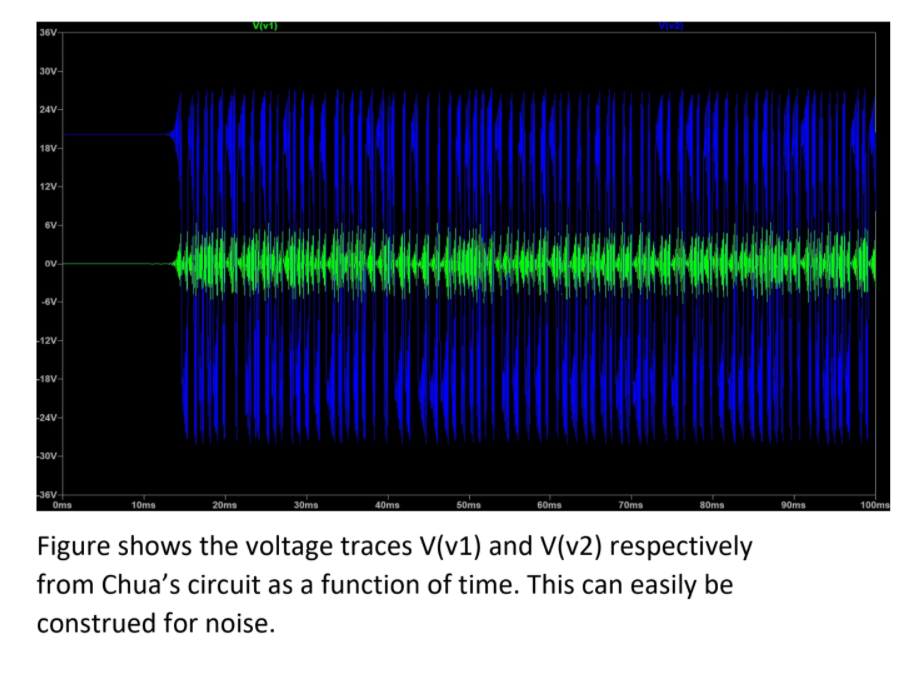 V(v1) V(v2)
36V
30V
24V
18V
12V
6V
0V
-6V
-12V
-18V
-24V
-30V
-36V
0ms 10ms 20ms 30ms 40ms 50ms 60ms 70ms 80ms 90ms 100ms
Figure shows the voltage traces V(v1) and V(v2) respectively
from Chua’s circuit as a function of time. This can easily be
construed for noise.